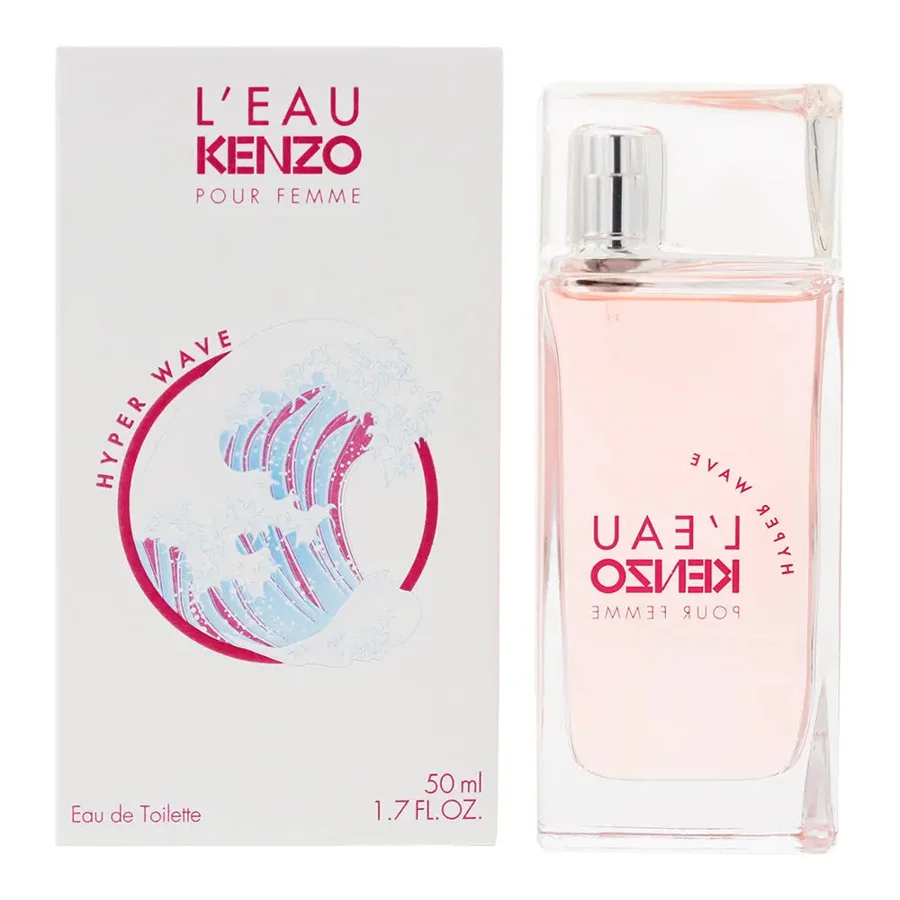 L'EAU
KENZO
POUR FEMME
HYPER WAVE
50 ml
Eau de Toilette
1.7 FL.OZ.
HYPER WAVE
L'EAU
KENZO
POUR FEMME